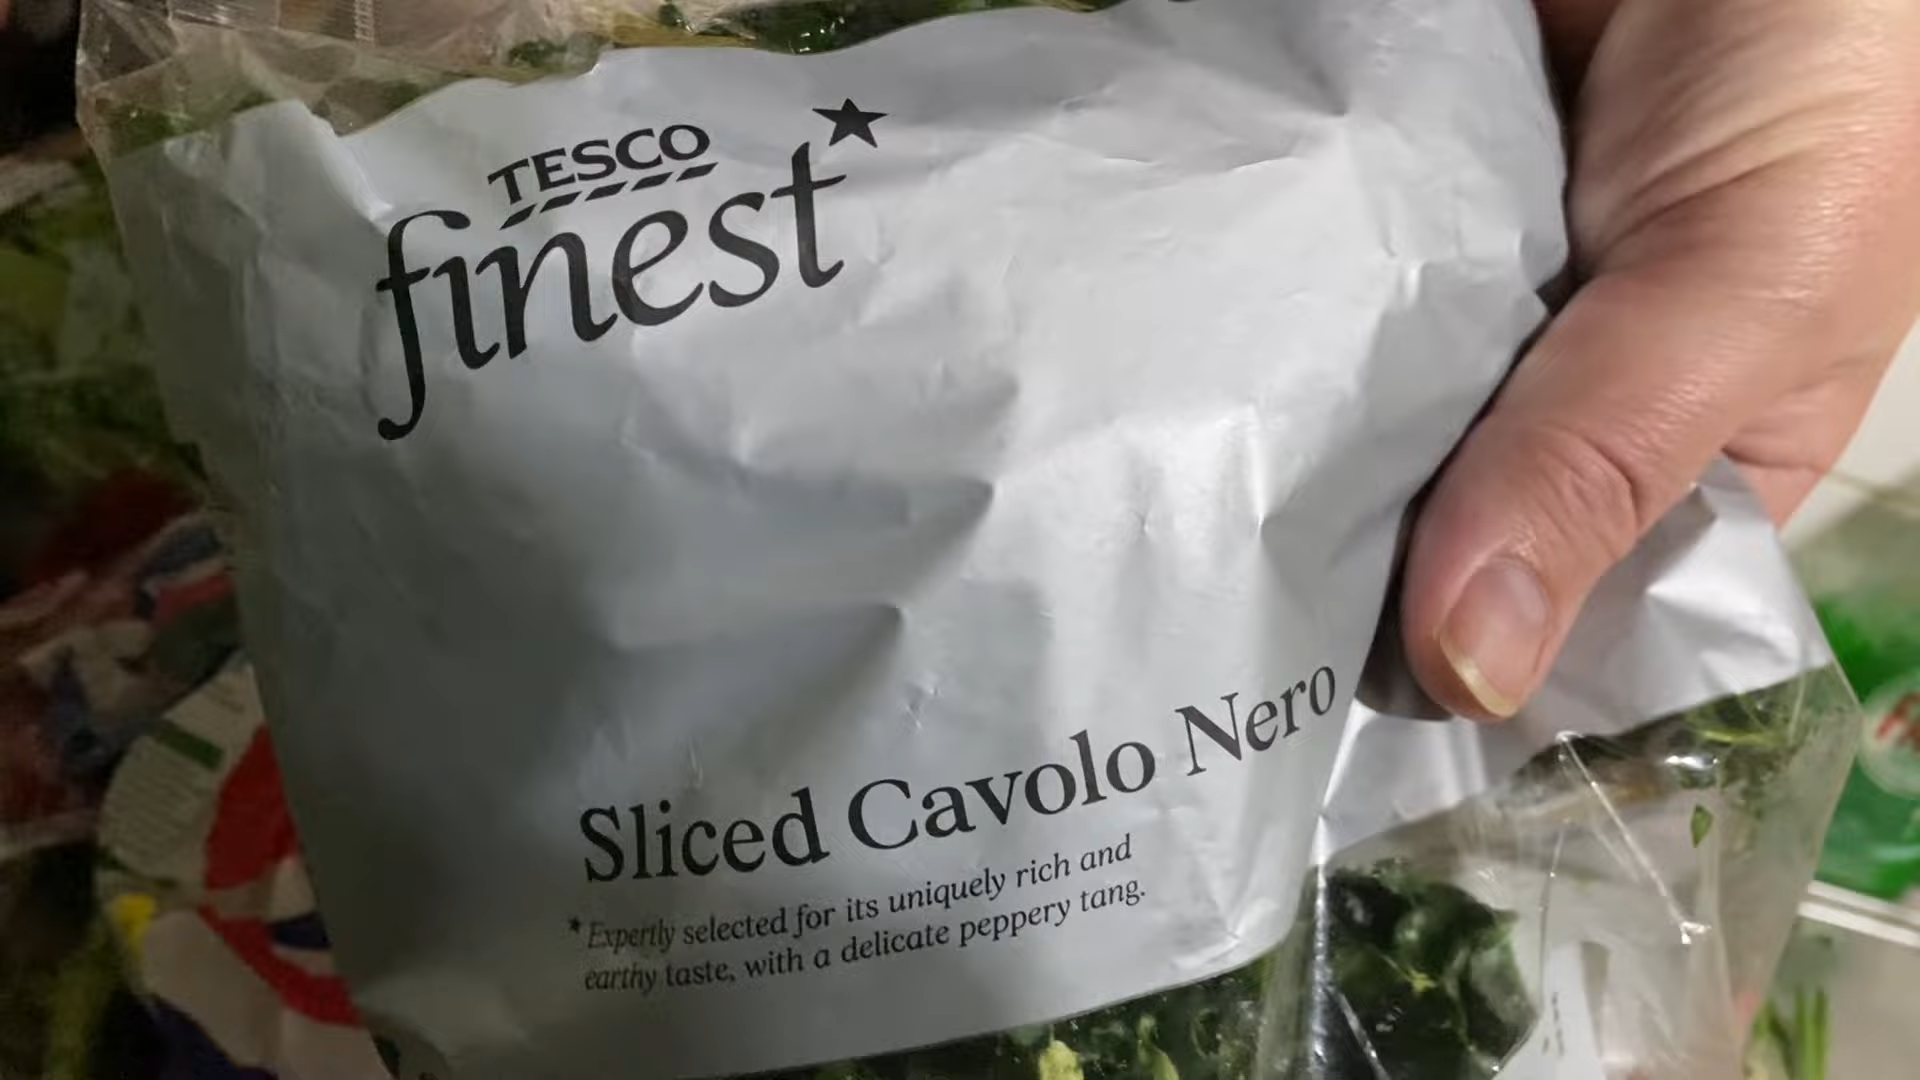 TESCO
finest*
Sliced Cavolo Nero
*Expertly selected for its uniquely rich and
earthy taste, with a delicate peppery tang.